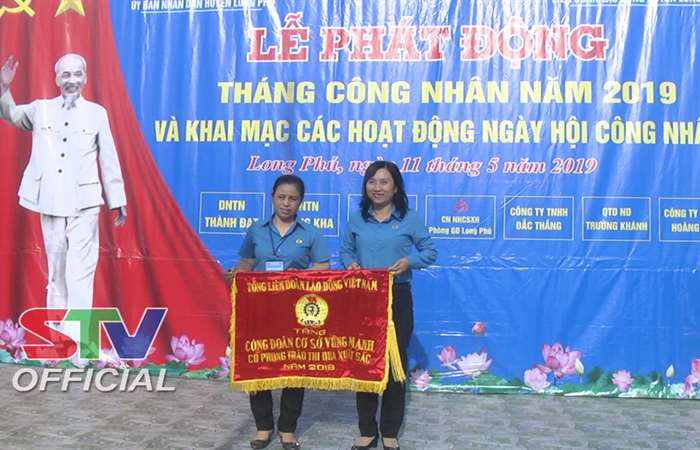 ỦY BAN NHÂN DÂN HUYỆN LONG PHÚ
LỄ PHÁT ĐỘNG
THÁNG CÔNG NHÂN NĂM 2019
VÀ KHAI MẠC CÁC HOẠT ĐỘNG NGÀY HỘI CÔNG NHÂ
Long Phú, ngày 11 tháng 5 năm 2019
DNTN
THÀNH ĐẠT
CN NHCSXH
Phòng GD Long Phú
CÔNG TY TNHH
ĐẮC THẮNG
QTD ND
TRƯỜNG KHÁNH
CÔNG TY
HOÀNG
TỔNG LIÊN ĐOÀN LAO ĐỘNG VIỆT NAM
TẶNG
CÔNG ĐOÀN CƠ SỞ VỮNG MẠNH
CÓ PHONG TRÀO THI ĐUA XUẤT SẮC
NĂM 2018
STV
OFFICIAL